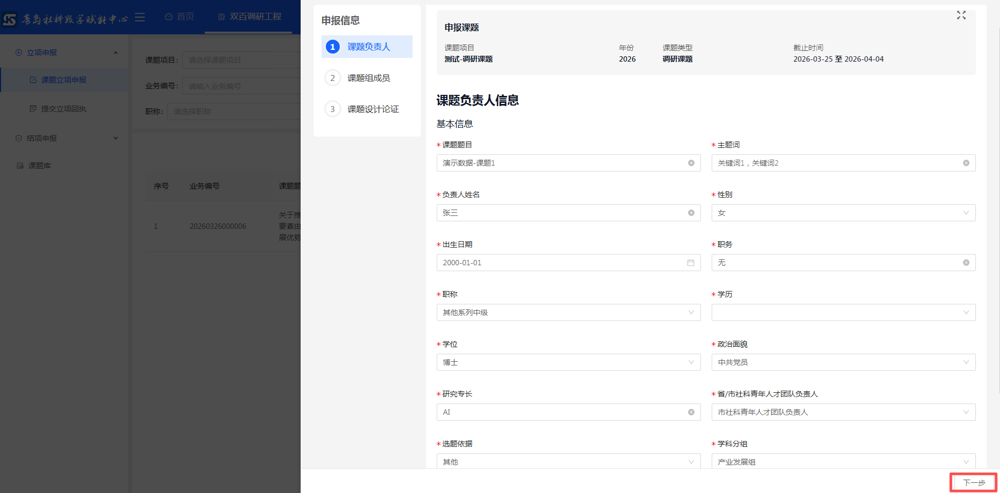 青岛社科数字赋能中心
首页
双百调研工程
立项申报
课题立项申报
提交立项回执
结项申报
课题库
课题项目: 请选择课题项目
业务编号: 请输入业务编号
职称: 请选择职称
序号 业务编号 课题题
1 20260326000006 关于推
要素由
展优势
申报信息
1 课题负责人
2 课题组成员
3 课题设计论证
申报课题
课题项目 年份 课题类型 截止时间
测试-调研课题 2026 调研课题 2026-03-25 至 2026-04-04
课题负责人信息
基本信息
* 课题题目 * 主题词
演示数据-课题1 关键词1，关键词2
* 负责人姓名 * 性别
张三 女
* 出生日期 * 职务
2000-01-01 无
* 职称 * 学历
其他系列中级
* 学位 * 政治面貌
博士 中共党员
* 研究专长 * 省/市社科青年人才团队负责人
AI 市社科青年人才团队负责人
* 选题依据 * 学科分组
其他 产业发展组
下一步